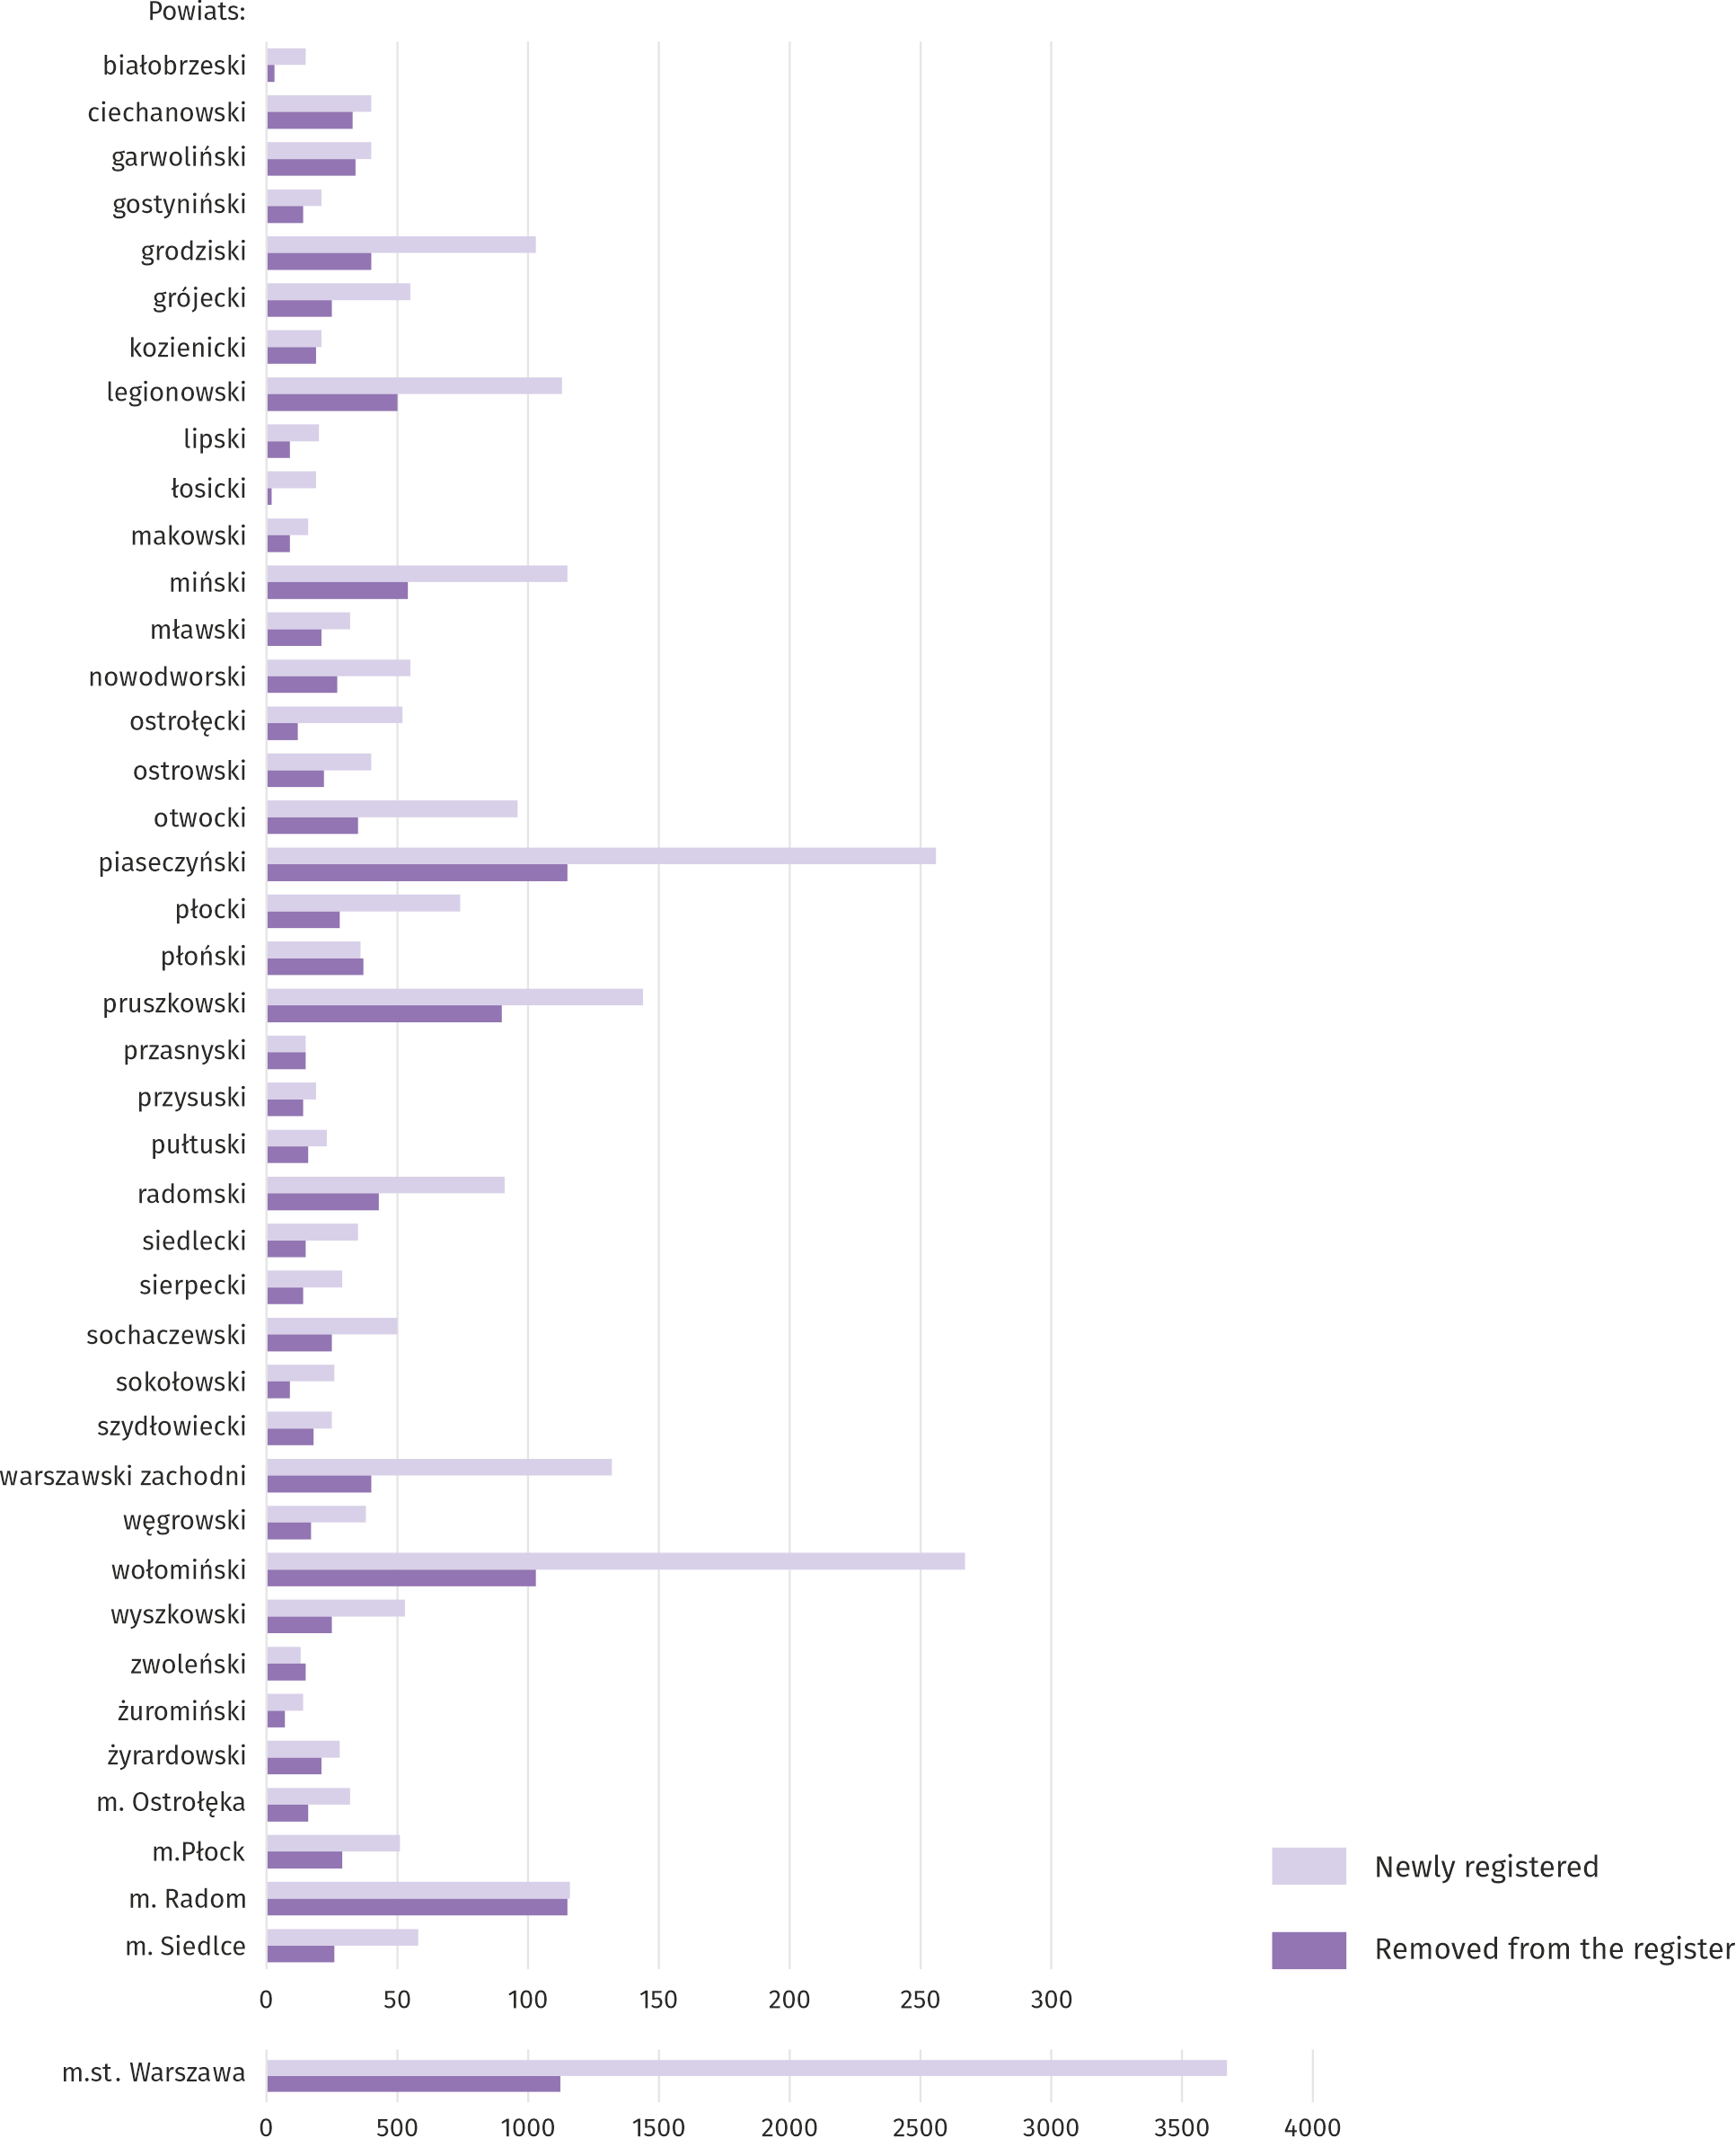 Powiats:
białobrzeski
ciechanowski
garwoliński
gostyniński
grodziski
grójecki
kozienicki
legionowski
lipski
łosicki
makowski
miński
mławski
nowodworski
ostrołęcki
ostrowski
otwocki
piaseczyński
płocki
płoński
pruszkowski
przasnyski
przysuski
pułtuski
radomski
siedlecki
sierpecki
sochaczewski
sokołowski
szydłowiecki
warszawski zachodni
węgrowski
wołomiński
wyszkowski
zwoleński
żuromiński
żyrardowski
m. Ostrołęka
m.Płock
m. Radom
m. Siedlce
0 50 100 150 200 250 300
m.st. Warszawa
0 500 1000 1500 2000 2500 3000 3500 4000
Newly registered
Removed from the register